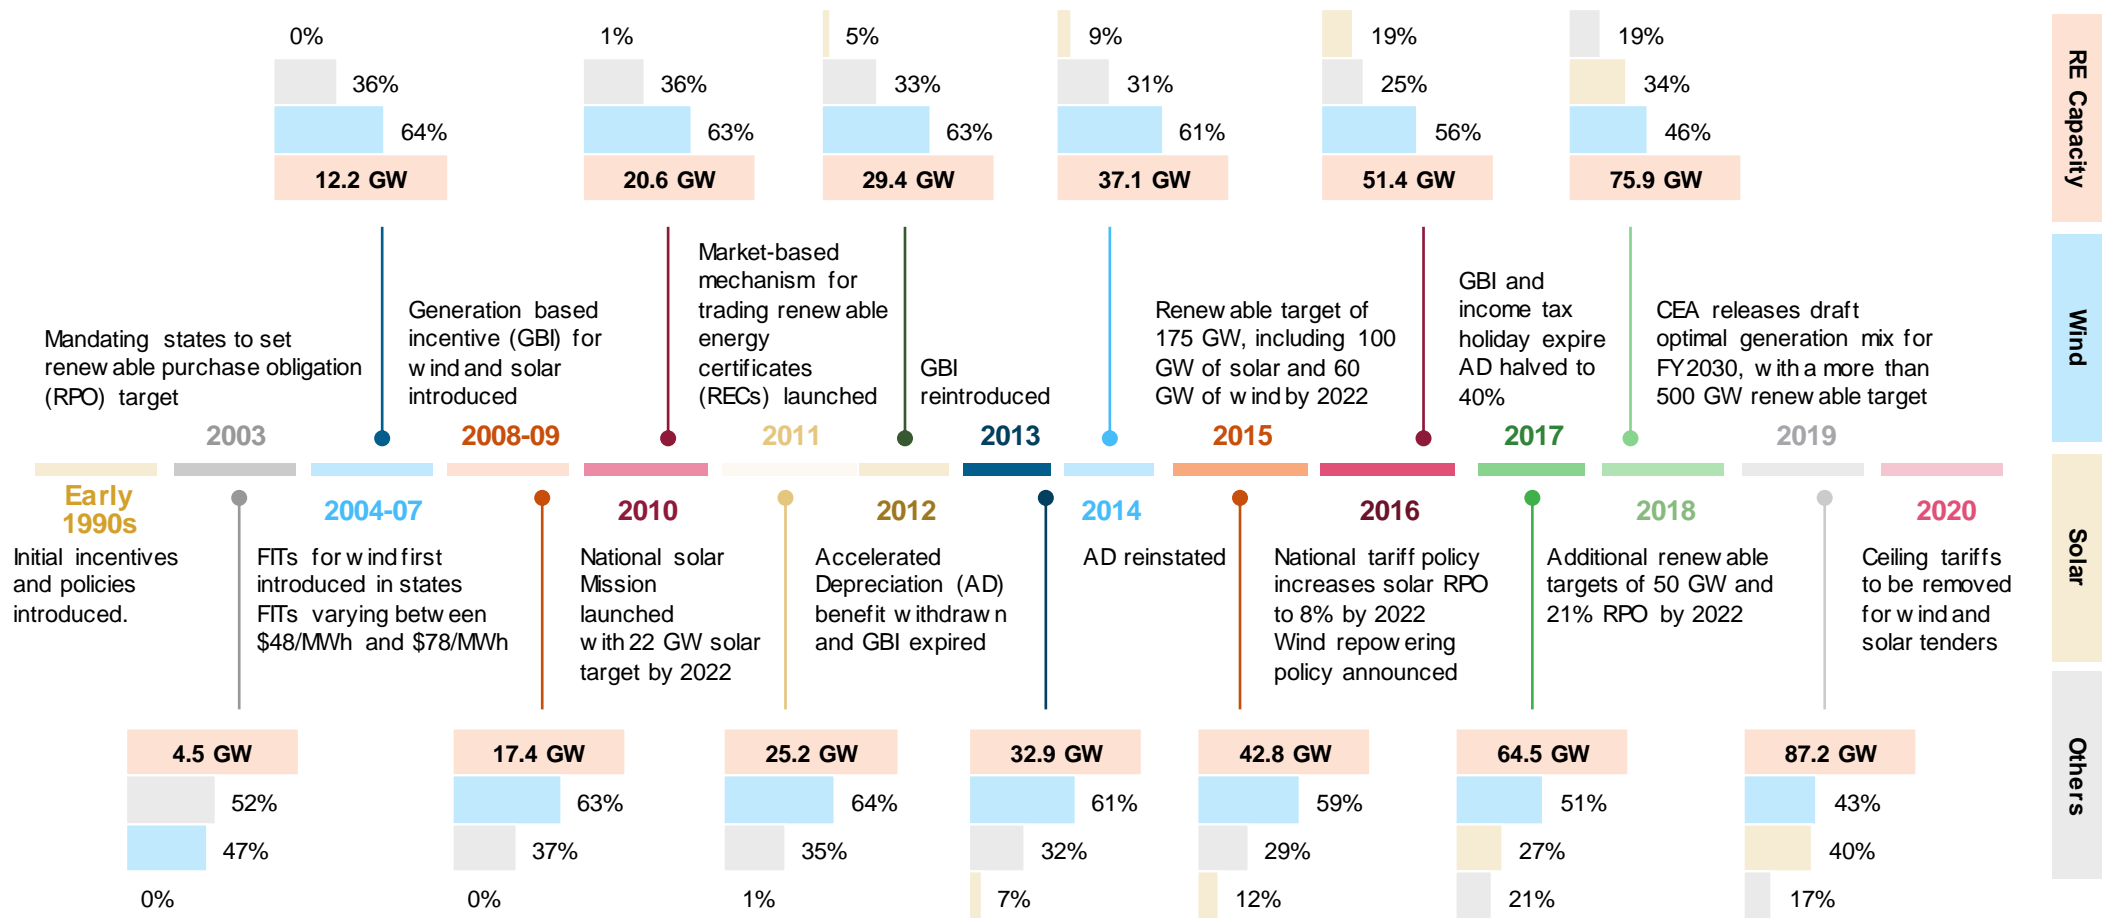 0%
36%
64%
12.2 GW
1%
36%
63%
20.6 GW
5%
33%
63%
29.4 GW
9%
31%
61%
37.1 GW
19%
25%
56%
51.4 GW
19%
34%
46%
75.9 GW
RE Capacity
Wind
Solar
Others
Mandating states to set
renewable purchase obligation
(RPO) target
Generation based
incentive (GBI) for
wind and solar
introduced
Market-based
mechanism for
trading renewable
energy
certificates
(RECs) launched
GBI
reintroduced
Renewable target of
175 GW, including 100
GW of solar and 60
GW of wind by 2022
GBI and
income tax
holiday expire
AD halved to
40%
CEA releases draft
optimal generation mix for
FY2030, with a more than
500 GW renewable target
2003
2008-09
2011
2013
2015
2017
2019
Early
1990s
2004-07
2010
2012
2014
2016
2018
2020
Initial incentives
and policies
introduced.
FITs for wind first
introduced in states
FITs varying between
$48/MWh and $78/MWh
National solar
Mission
launched
with 22 GW solar
target by 2022
Accelerated
Depreciation (AD)
benefit withdrawn
and GBI expired
AD reinstated
National tariff policy
increases solar RPO
to 8% by 2022
Wind repowering
policy announced
Additional renewable
targets of 50 GW and
21% RPO by 2022
Ceiling tariffs
to be removed
for wind and
solar tenders
4.5 GW
52%
47%
0%
17.4 GW
63%
37%
0%
25.2 GW
64%
35%
1%
32.9 GW
61%
32%
7%
42.8 GW
59%
29%
12%
64.5 GW
51%
27%
21%
87.2 GW
43%
40%
17%